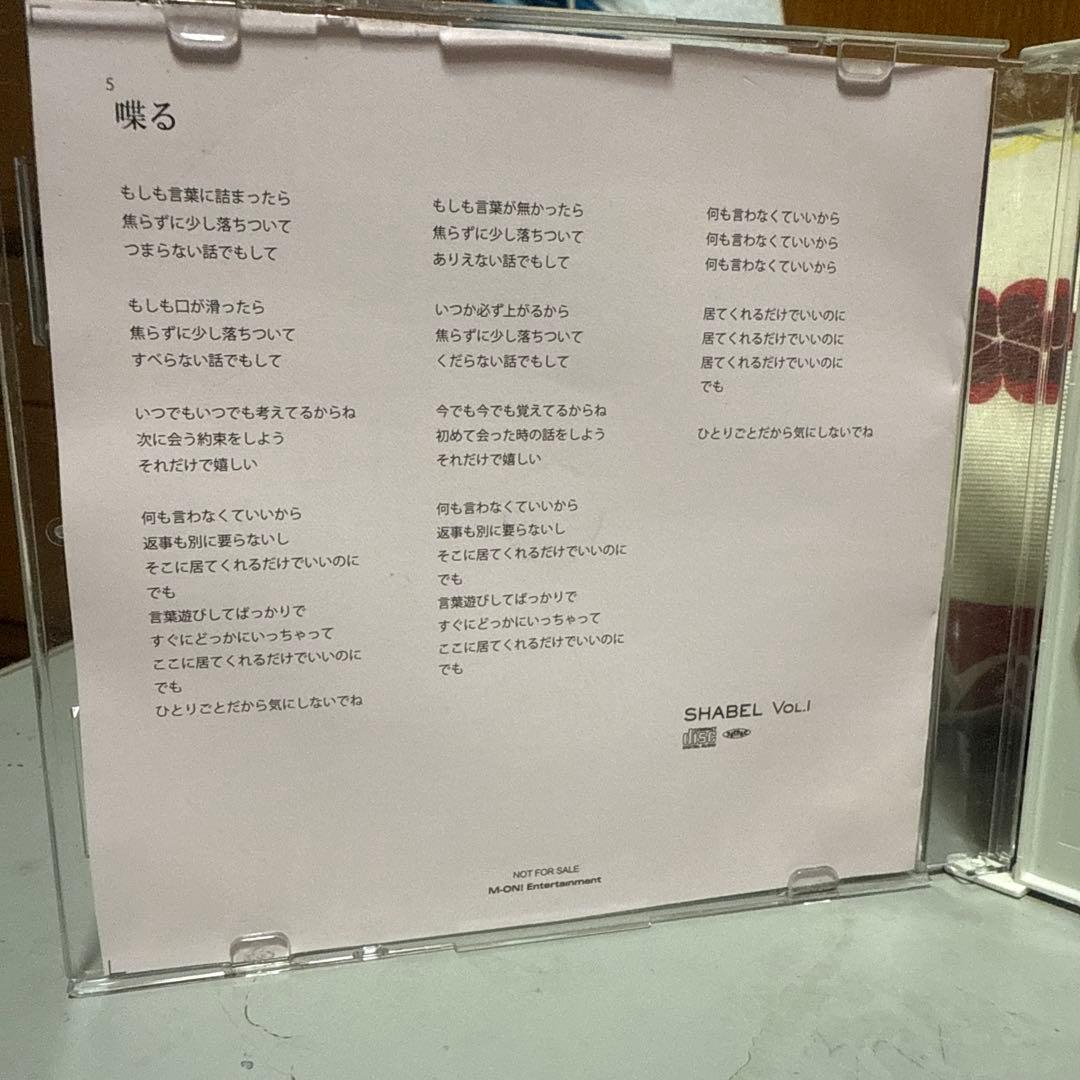 5
喋る
もしも言葉に詰まったら
焦らずに少し落ちついて
つまらない話でもして
もしも口が滑ったら
焦らずに少し落ちついて
すべらない話でもして
いつでもいつでも考えてるからね
次に会う約束をしよう
それだけで嬉しい
何も言わなくていいから
返事も別に要らないし
そこに居てくれるだけでいいのに
でも
言葉遊びしてばっかりで
すぐにどっかにいっちゃって
ここに居てくれるだけでいいのに
でも
ひとりごとだから気にしないでね
もしも言葉が無かったら
焦らずに少し落ちついて
ありえない話でもして
いつか必ず上がるから
焦らずに少し落ちついて
くだらない話でもして
今でも今でも覚えてるからね
初めて会った時の話をしよう
それだけで嬉しい
何も言わなくていいから
返事も別に要らないし
そこに居てくれるだけでいいのに
でも
言葉遊びしてばっかりで
すぐにどっかにいっちゃって
ここに居てくれるだけでいいのに
でも
何も言わなくていいから
何も言わなくていいから
何も言わなくていいから
居てくれるだけでいいのに
居てくれるだけでいいのに
居てくれるだけでいいのに
でも
ひとりごとだから気にしないでね
SHABEL VOL.1
disc
DIGITAL AUDIO
NOT FOR SALE
M-ON! Entertainment